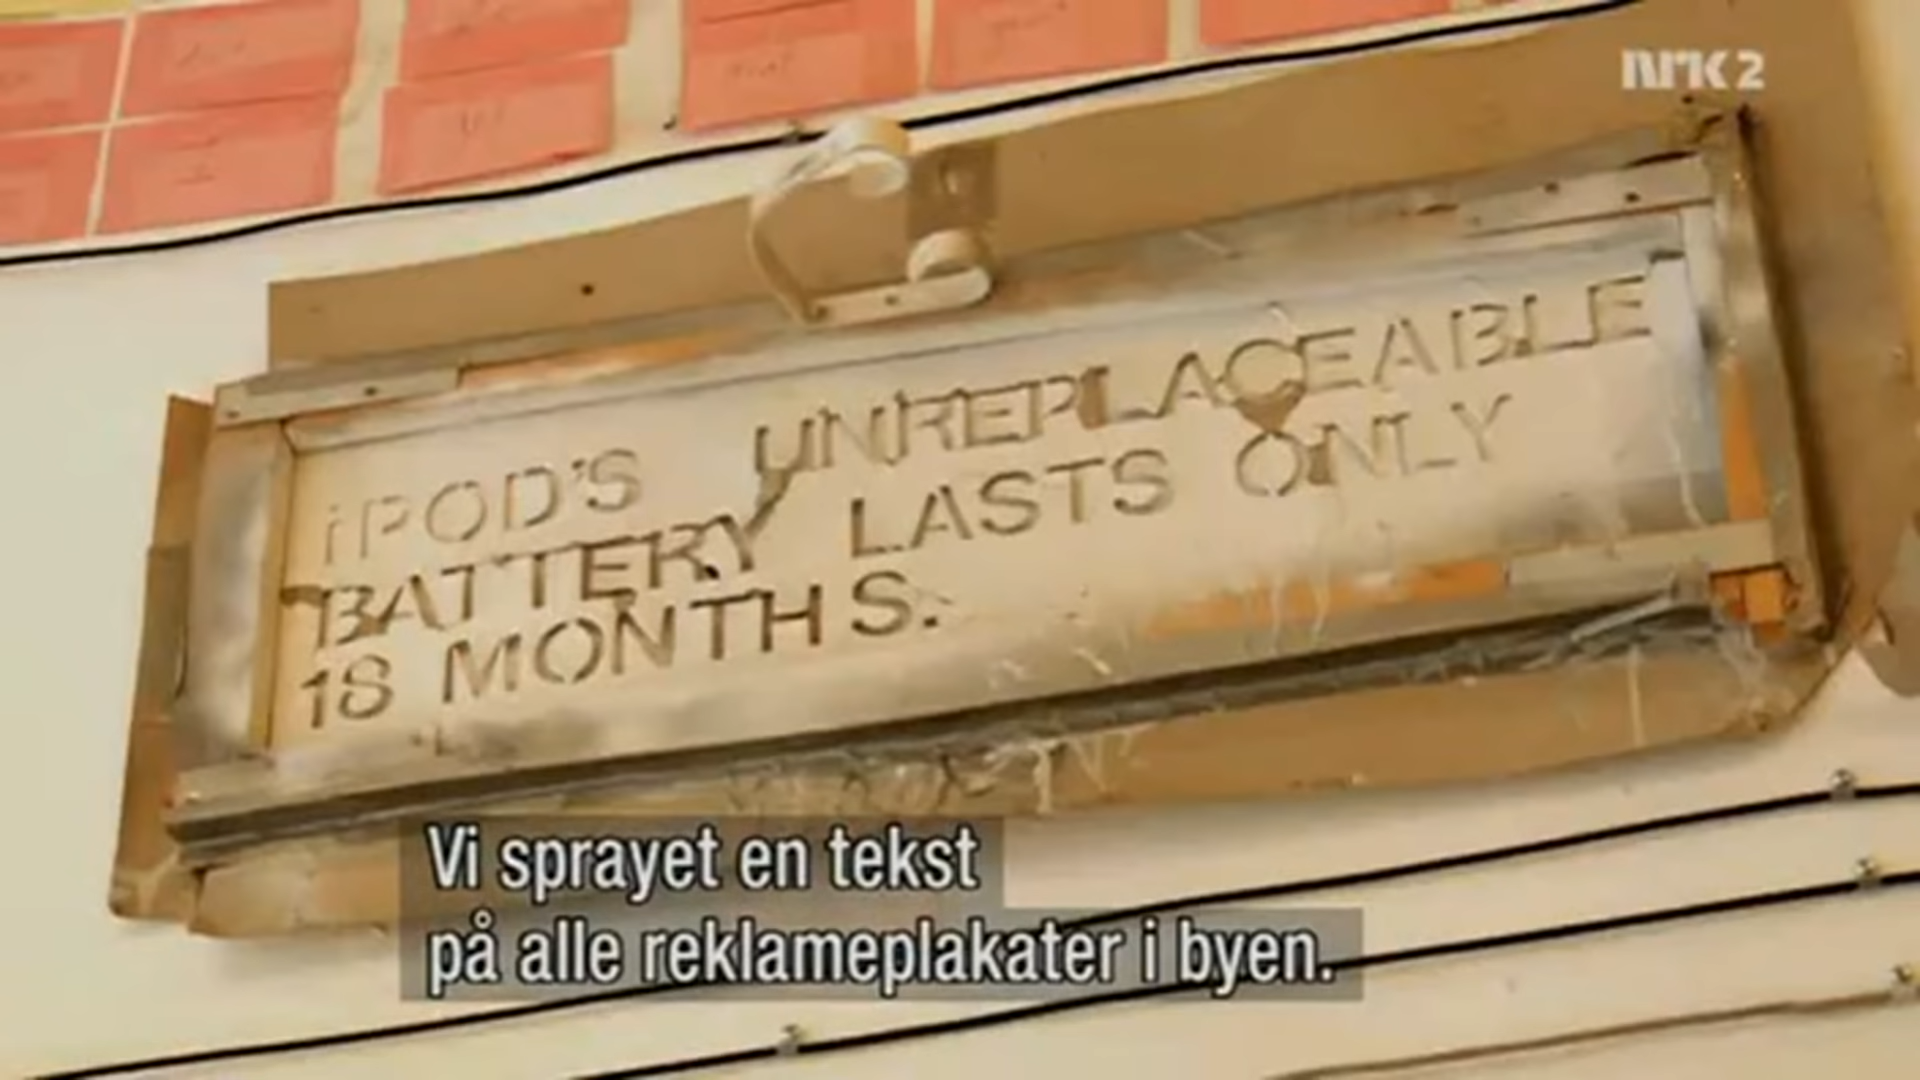 NRK 2
iPOD'S UNREPLACEABLE
BATTERY LASTS ONLY
18 MONTHS.
Vi sprayet en tekst
på alle reklameplakater i byen.